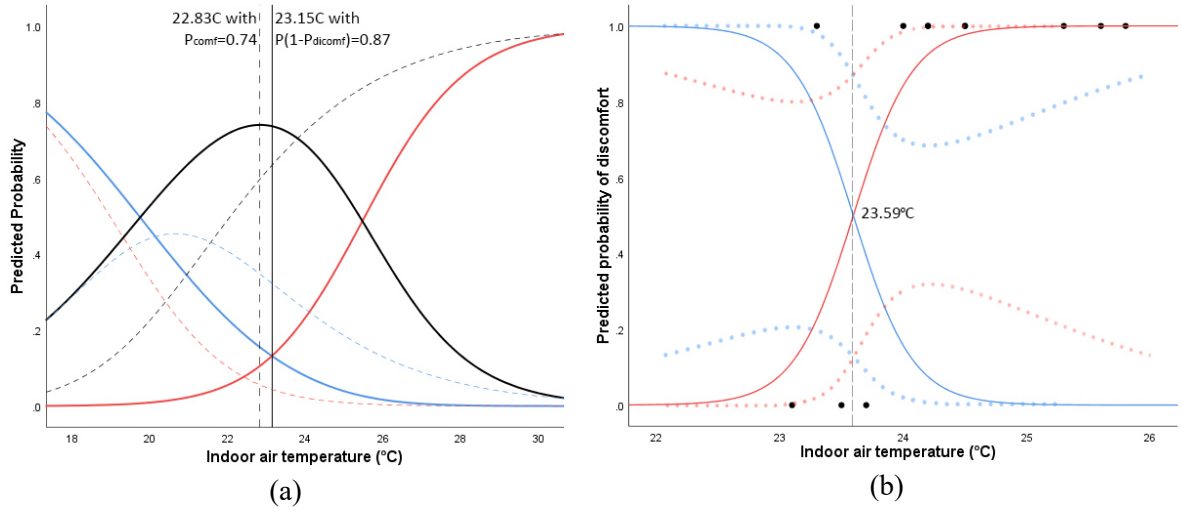 22.83C with
Pcomf=0.74
23.15C with
P(1-Pdicomf)=0.87
Predicted Probability
1.0
.8
.6
.4
.2
.0
18 20 22 24 26 28 30
Indoor air temperature (°C)
(a)
Predicted probability of discomfort
1.0
.8
.6
.4
.2
.0
23.59ºC
22 23 24 25 26
Indoor air temperature (°C)
(b)